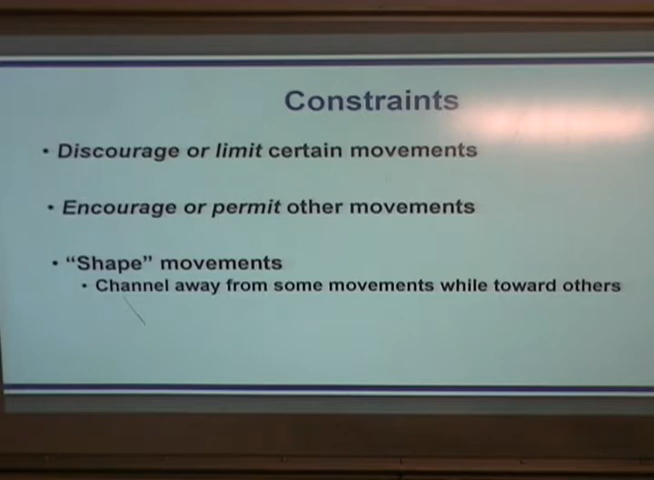 Constraints
• Discourage or limit certain movements
• Encourage or permit other movements
• “Shape” movements
• Channel away from some movements while toward others